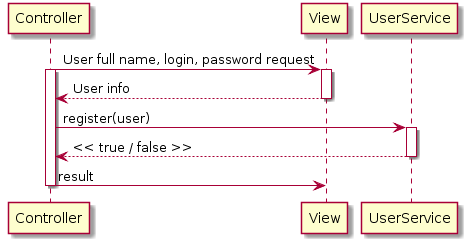 Controller View UserService
User full name, login, password request
User info
register(user)
<< true / false >>
result
Controller View UserService